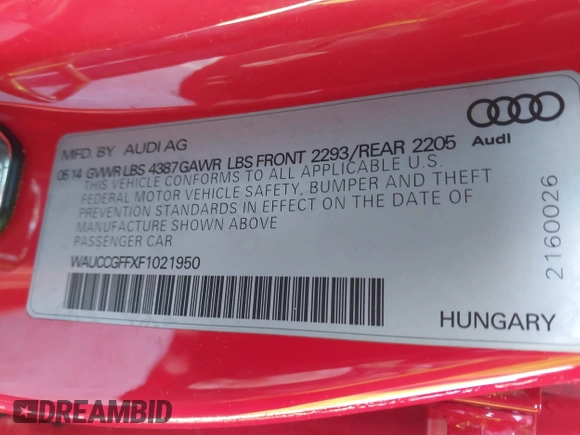 MFD. BY AUDI AG
0514 GVWR LBS 4387 GAWR LBS FRONT 2293/REAR 2205
THIS VEHICLE CONFORMS TO ALL APPLICABLE U.S.
FEDERAL MOTOR VEHICLE SAFETY, BUMPER AND THEFT
PREVENTION STANDARDS IN EFFECT ON THE DATE OF
MANUFACTURE SHOWN ABOVE
PASSENGER CAR
WAUCCGFFXF1021950
Audi
2160026
HUNGARY
DREAMBID